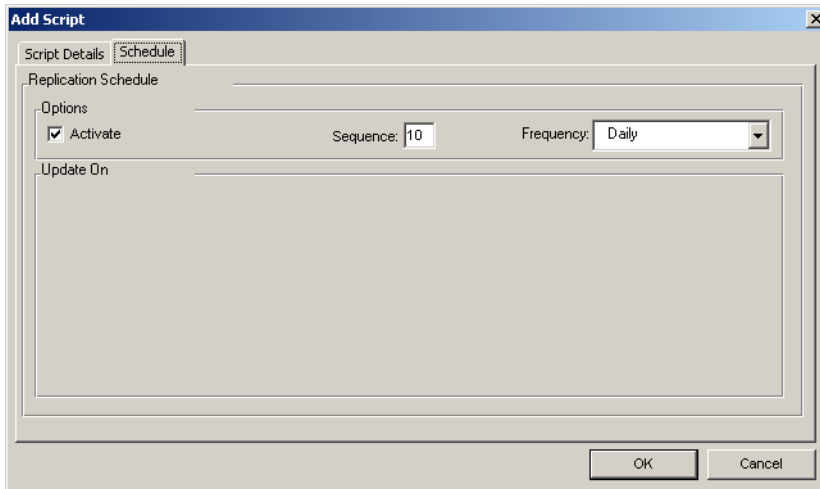 Add Script
Script Details Schedule
Replication Schedule
Options
Activate Sequence: 10 Frequency: Daily
Update On
OK Cancel